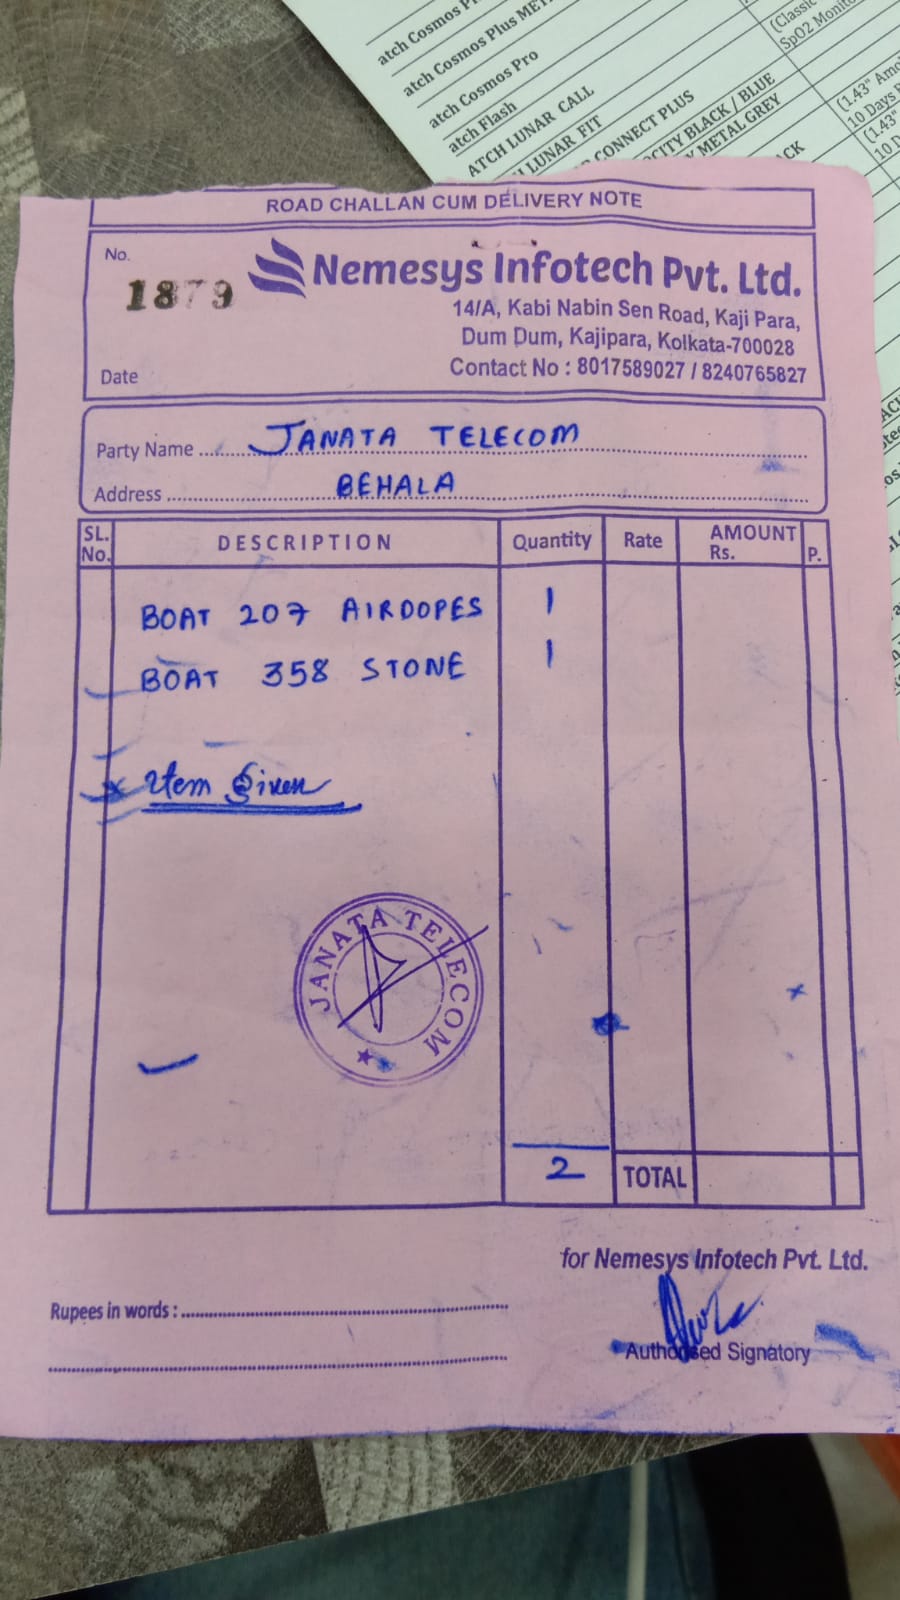 atch Cosmos Plus MET
atch Cosmos Pro
atch Flash
ATCH LUNAR CALL
LUNAR FIT
CONNECT PLUS
CITY BLACK / BLUE
METAL GREY
(Classic
SpO2 Monito
(1.43" Amo
10 Days
(1.43"
ROAD CHALLAN CUM DELIVERY NOTE
No.
1879
Nemesys Infotech Pvt. Ltd.
14/A, Kabi Nabin Sen Road, Kaji Para,
Dum Dum, Kajipara, Kolkata-700028
Contact No : 8017589027 / 8240765827
Date
Party Name JANATA TELECOM
Address BEHALA
SL. No. DESCRIPTION Quantity Rate AMOUNT Rs. P.
BOAT 207 AIRDOPES 1
BOAT 358 STONE 1
Item Given
JANATA TELECOM
2 TOTAL
for Nemesys Infotech Pvt. Ltd.
Rupees in words :
Authorised Signatory